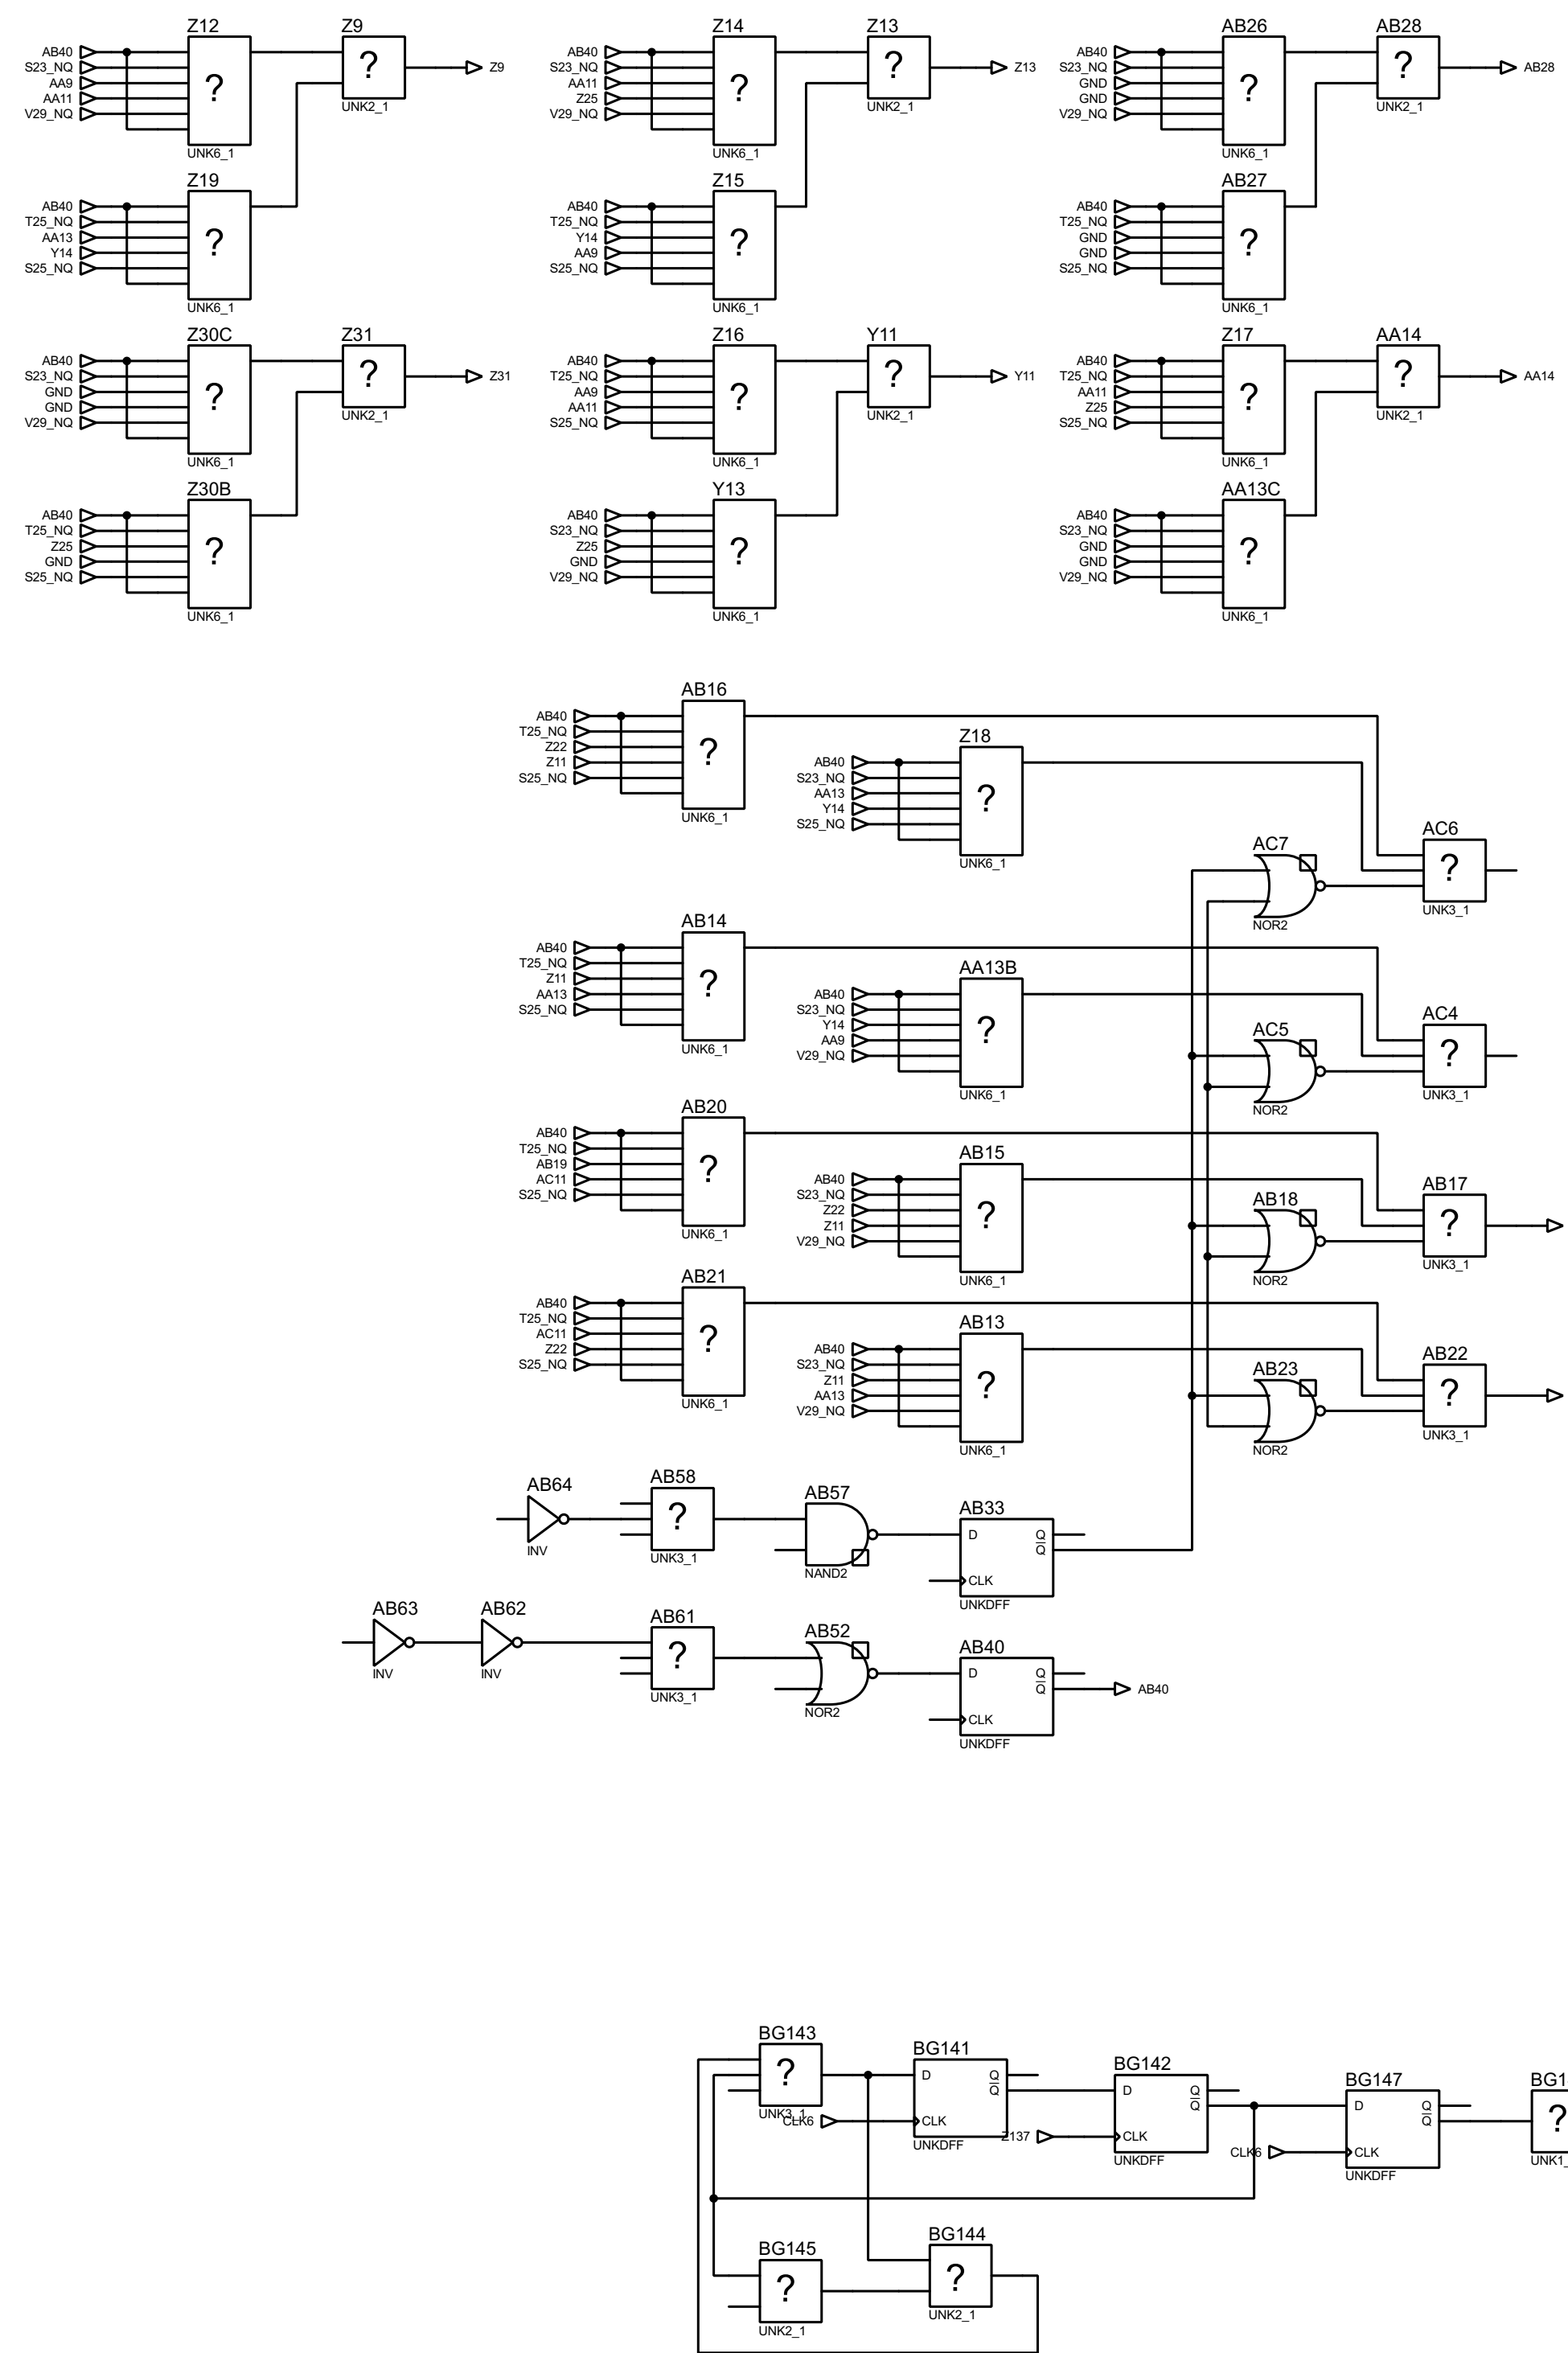 Z12 Z9 Z14 Z13 AB26 AB28
AB40 ? ? AB40 ? ? AB40 ? ?
S23_NQ Z9 S23_NQ Z13 S23_NQ AB28
AA9 AA11 GND
AA11 UNK2_1 Z25 UNK2_1 GND UNK2_1
V29_NQ V29_NQ V29_NQ
UNK6_1 UNK6_1 UNK6_1
Z19 Z15 AB27
AB40 ? AB40 ? AB40 ?
T25_NQ T25_NQ T25_NQ
AA13 Y14 GND
Y14 AA9 GND
S25_NQ S25_NQ S25_NQ
UNK6_1 UNK6_1 UNK6_1
Z30C Z31 Z16 Y11 Z17 AA14
AB40 ? ? AB40 ? ? AB40 ? ?
S23_NQ Z31 T25_NQ Y11 T25_NQ AA14
GND AA9 AA11
GND UNK2_1 AA11 UNK2_1 Z25 UNK2_1
V29_NQ S25_NQ S25_NQ
UNK6_1 UNK6_1 UNK6_1
Z30B Y13 AA13C
AB40 ? AB40 ? AB40 ?
T25_NQ S23_NQ S23_NQ
Z25 Z25 GND
GND GND GND
S25_NQ V29_NQ V29_NQ
UNK6_1 UNK6_1 UNK6_1
AB16
AB40 ?
T25_NQ
Z22
Z11
S25_NQ
UNK6_1
Z18
AB40 ?
S23_NQ
AA13
Y14
S25_NQ
UNK6_1
AC7
NOR2
AC6
?
UNK3_1
AB14
AB40 ?
T25_NQ
Z11
AA13
S25_NQ
UNK6_1
AA13B
AB40 ?
S23_NQ
Y14
AA9
V29_NQ
UNK6_1
AC5
NOR2
AC4
?
UNK3_1
AB20
AB40 ?
T25_NQ
AB19
AC11
S25_NQ
UNK6_1
AB15
AB40 ?
S23_NQ
Z22
Z11
V29_NQ
UNK6_1
AB18
NOR2
AB17
?
UNK3_1
AB21
AB40 ?
T25_NQ
AC11
Z22
S25_NQ
UNK6_1
AB13
AB40 ?
S23_NQ
Z11
AA13
V29_NQ
UNK6_1
AB23
NOR2
AB22
?
UNK3_1
AB64
INV
AB58
?
UNK3_1
AB57
NAND2
AB33
D Q
Q
CLK
UNKDFF
AB63
INV
AB62
INV
AB61
?
UNK3_1
AB52
NOR2
AB40
D Q
Q AB40
CLK
UNKDFF
BG143
?
UNK3_1
CLK6
BG141
D Q
Q
CLK
UNKDFF
Z137
BG142
D Q
Q
CLK
UNKDFF
CLK6
BG147
D Q
Q
CLK
UNKDFF
?
BG145
?
UNK2_1
BG144
?
UNK2_1